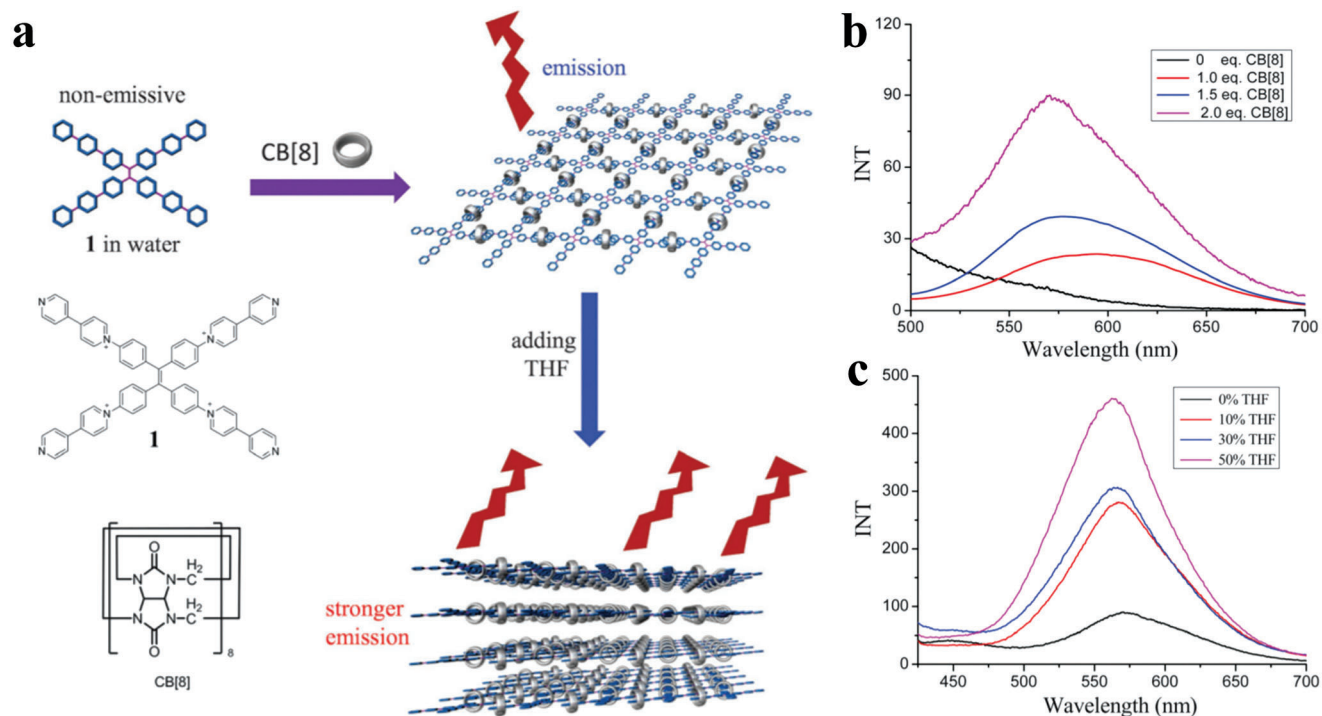 a
non-emissive
1 in water
CB[8]
emission
adding
THF
stronger
emission
N
N
N
N
N
N
N
N
+
+
+
+
1
O
H2
N
N
C
H2
N
N
C
O
8
CB[8]
b
120
90
60
30
0
INT
0 eq. CB[8]
1.0 eq. CB[8]
1.5 eq. CB[8]
2.0 eq. CB[8]
500
550
600
650
700
Wavelength (nm)
c
500
400
300
200
100
0
INT
0% THF
10% THF
30% THF
50% THF
450
500
550
600
650
700
Wavelength (nm)